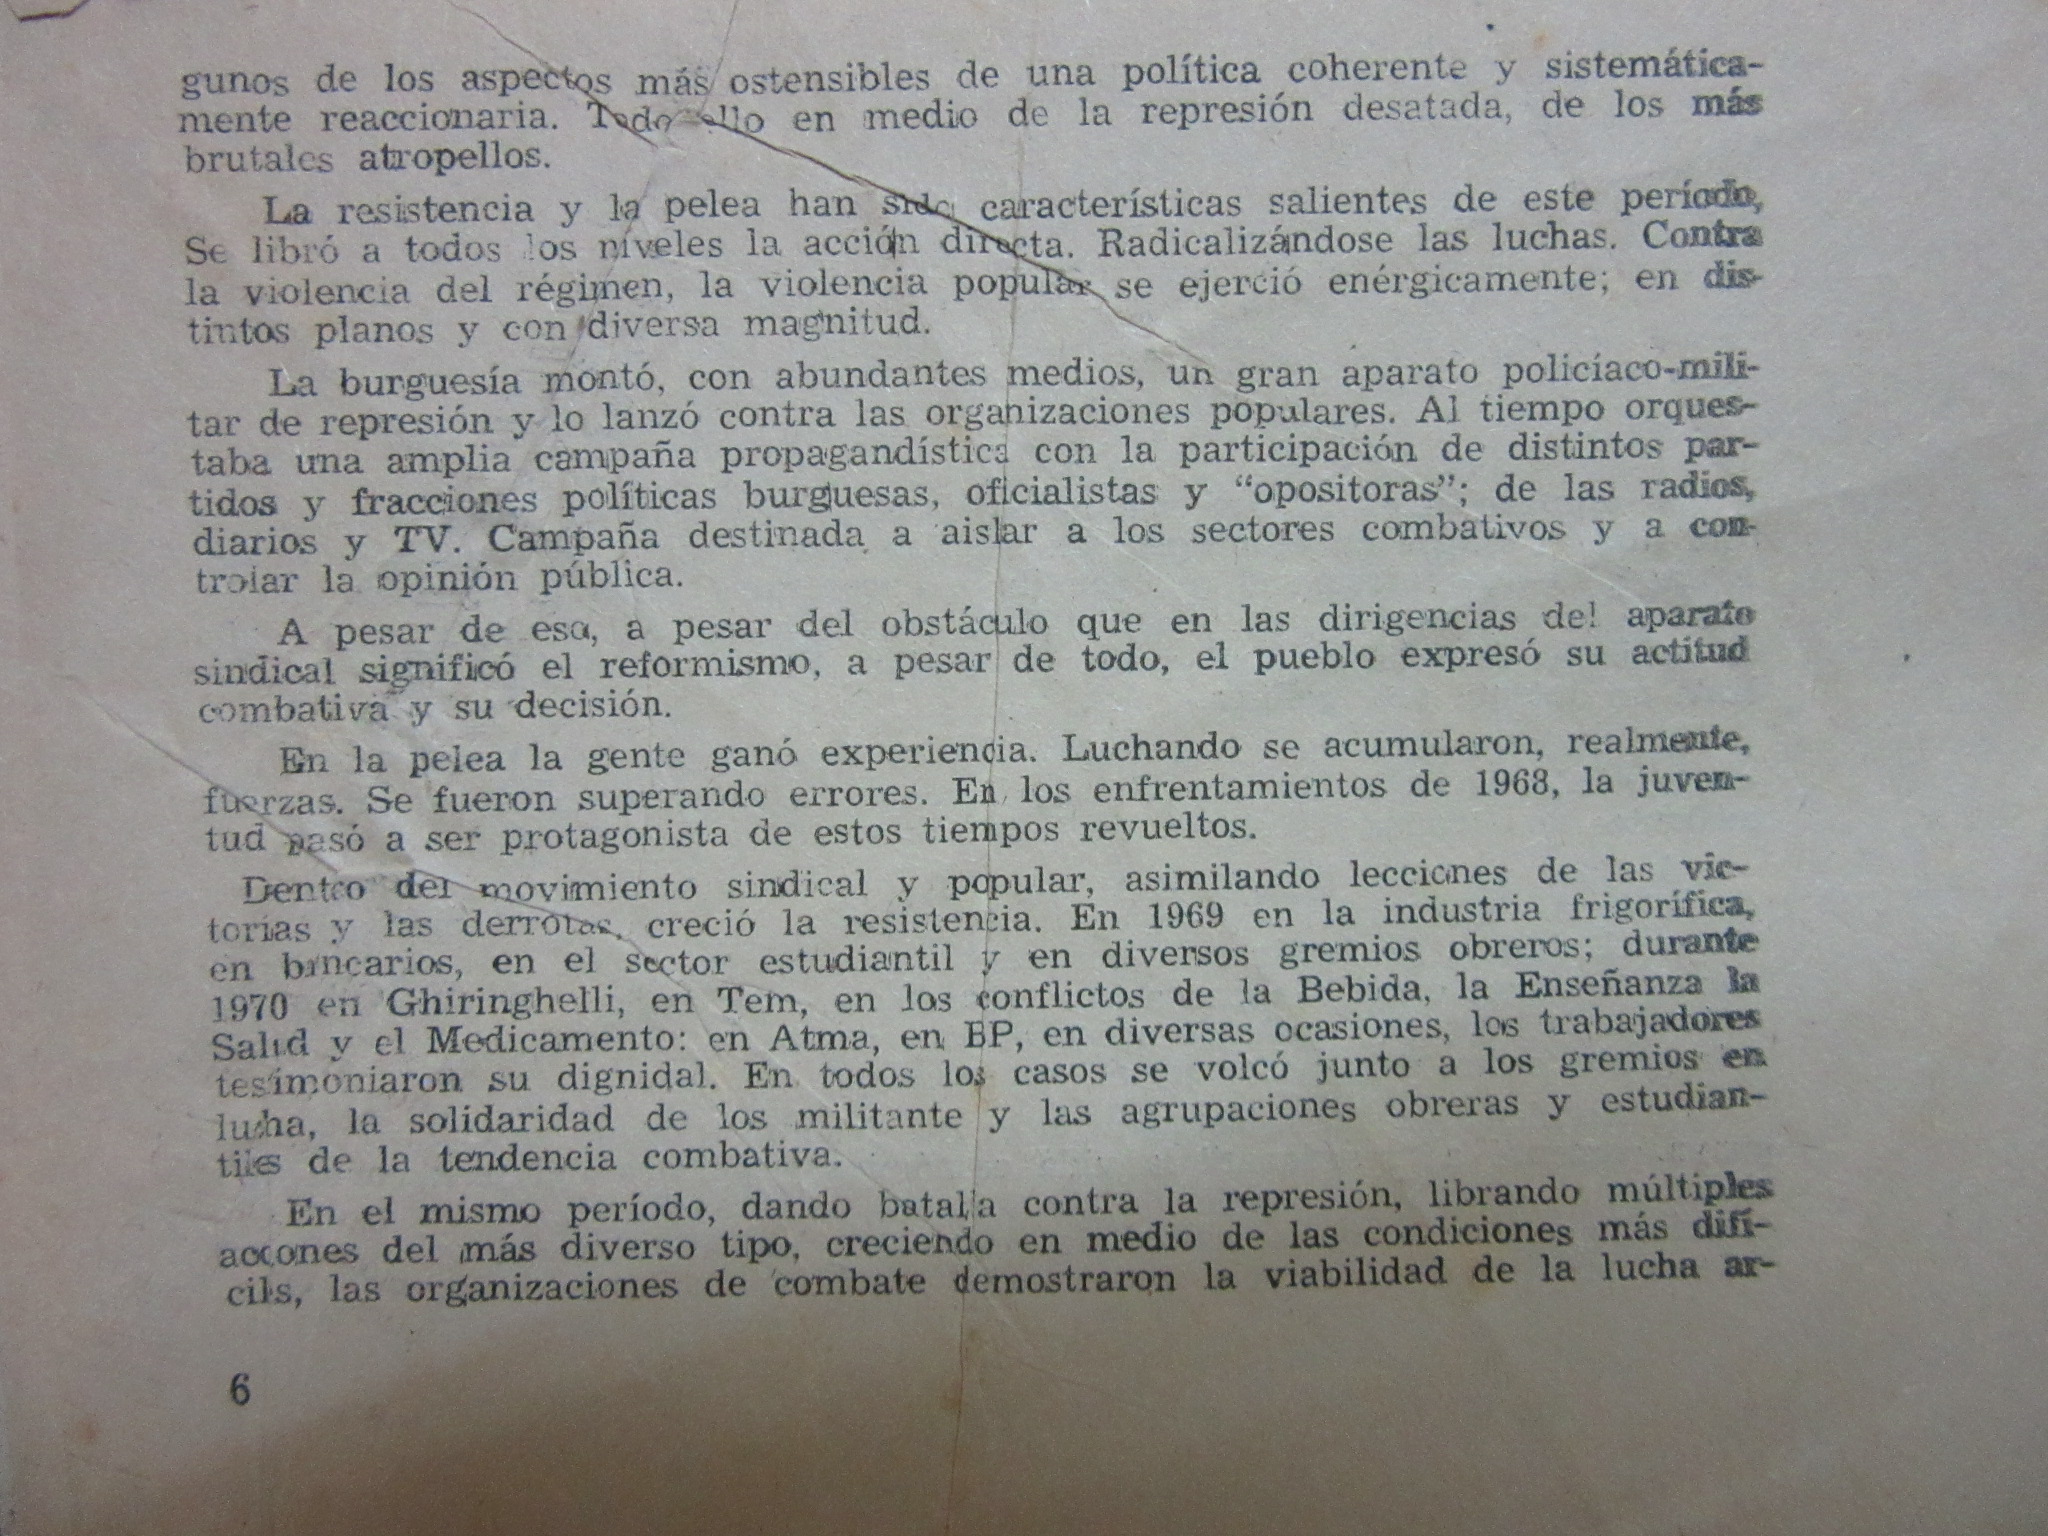 gunos de los aspectos más ostensibles de una política coherente y sistemática-
mente reaccionaria. Todo ello en medio de la represión desatada, de los más
brutales atropellos.
La resistencia y la pelea han sido características salientes de este período,
Se libró a todos los niveles la acción directa. Radicalizándose las luchas. Contra
la violencia del régimen, la violencia popular se ejerció enérgicamente; en dis-
tintos planos y con diversa magnitud.
La burguesía montó, con abundantes medios, un gran aparato policíaco-mili-
tar de represión y lo lanzó contra las organizaciones populares. Al tiempo orques-
taba una amplia campaña propagandística con la participación de distintos par-
tidos y fracciones políticas burguesas, oficialistas y “opositoras”; de las radios,
diarios y TV. Campaña destinada a aislar a los sectores combativos y a con-
trolar la opinión pública.
A pesar de eso, a pesar del obstáculo que en las dirigencias del aparato
sindical significó el reformismo, a pesar de todo, el pueblo expresó su actitud
combativa y su decisión.
En la pelea la gente ganó experiencia. Luchando se acumularon, realmente,
fuerzas. Se fueron superando errores. En los enfrentamientos de 1968, la juven-
tud pasó a ser protagonista de estos tiempos revueltos.
Dentro del movimiento sindical y popular, asimilando lecciones de las vic-
torias y las derrotas, creció la resistencia. En 1969 en la industria frigorífica,
en bancarios, en el sector estudiantil y en diversos gremios obreros; durante
1970 en Ghiringhelli, en Tem, en los conflictos de la Bebida, la Enseñanza la
Salud y el Medicamento: en Atma, en BP, en diversas ocasiones, los trabajadores
testimoniaron su dignidal. En todos los casos se volcó junto a los gremios en
lucha, la solidaridad de los militante y las agrupaciones obreras y estudian-
tiles de la tendencia combativa.
En el mismo período, dando batalla contra la represión, librando múltiples
acciones del más diverso tipo, creciendo en medio de las condiciones más difí-
cils, las organizaciones de combate demostraron la viabilidad de la lucha ar-
6